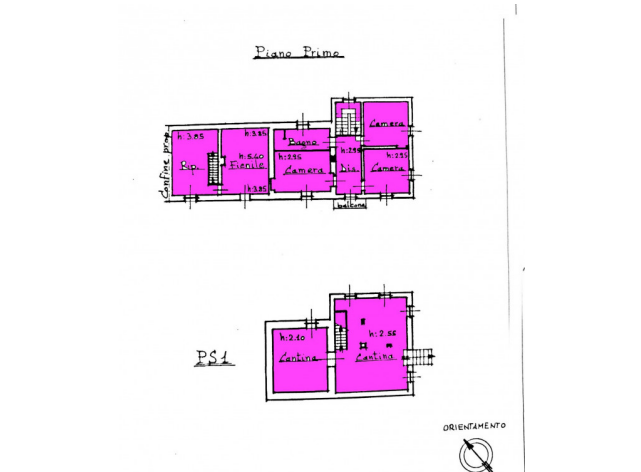 Piano Primo
Confine prop.
h:3.85
Rip.
h:3.85
h:5.40
Fienile
h:3.85
Bagno
h:2.95
Camera
h:2.95
Dis.
Camera
h:2.95
Camera
balcone
PS1
h:2.10
Cantina
h:2.55
Cantina
ORIENTAMENTO